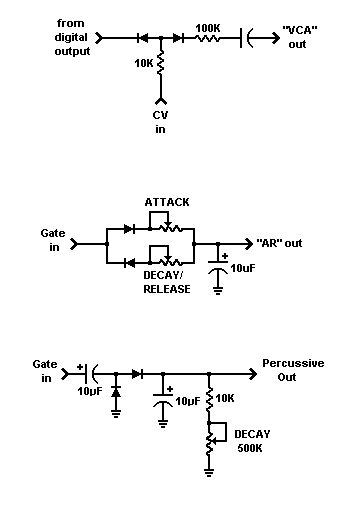 from
digital
output
10K
100K
"VCA"
out
CV
in
Gate
in
ATTACK
DECAY/
RELEASE
+
10uF
"AR" out
Gate
in
+
10µF
+
10µF
10K
DECAY
500K
Percussive
Out